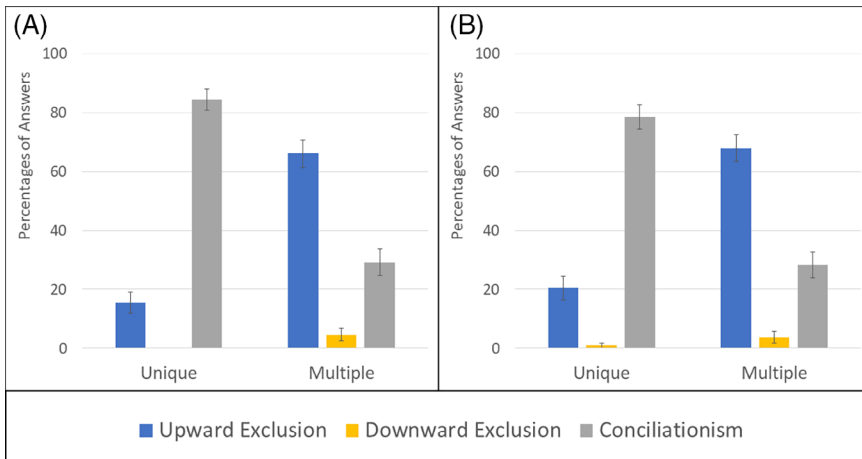 (A)
Percentages of Answers
100
80
60
40
20
0
Unique Multiple
(B)
Percentages of Answers
100
80
60
40
20
0
Unique Multiple
Upward Exclusion Downward Exclusion Conciliationism